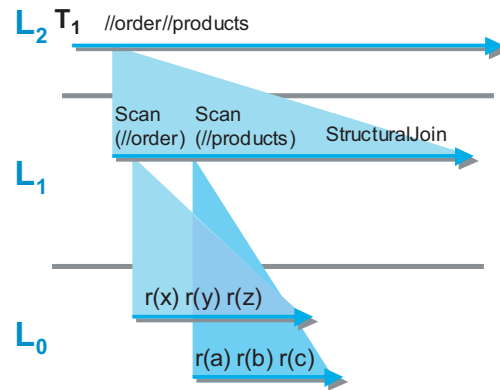 L2 T1 //order//products
Scan Scan
(//order) (//products) StructuralJoin
L1
r(x) r(y) r(z)
L0
r(a) r(b) r(c)